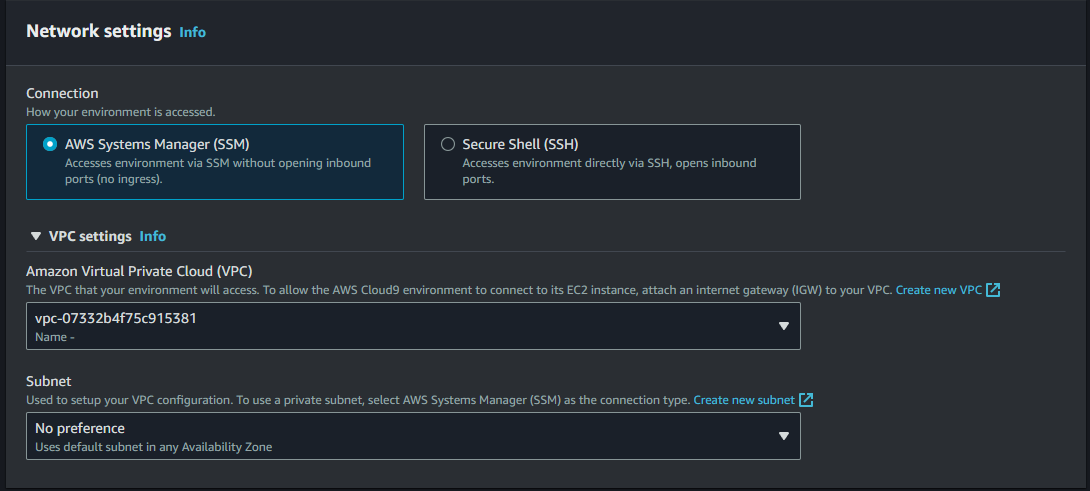 Network settings Info
Connection
How your environment is accessed.
AWS Systems Manager (SSM)
Accesses environment via SSM without opening inbound
ports (no ingress).
Secure Shell (SSH)
Accesses environment directly via SSH, opens inbound
ports.
VPC settings Info
Amazon Virtual Private Cloud (VPC)
The VPC that your environment will access. To allow the AWS Cloud9 environment to connect to its EC2 instance, attach an internet gateway (IGW) to your VPC. Create new VPC
vpc-07332b4f75c915381
Name -
Subnet
Used to setup your VPC configuration. To use a private subnet, select AWS Systems Manager (SSM) as the connection type. Create new subnet
No preference
Uses default subnet in any Availability Zone